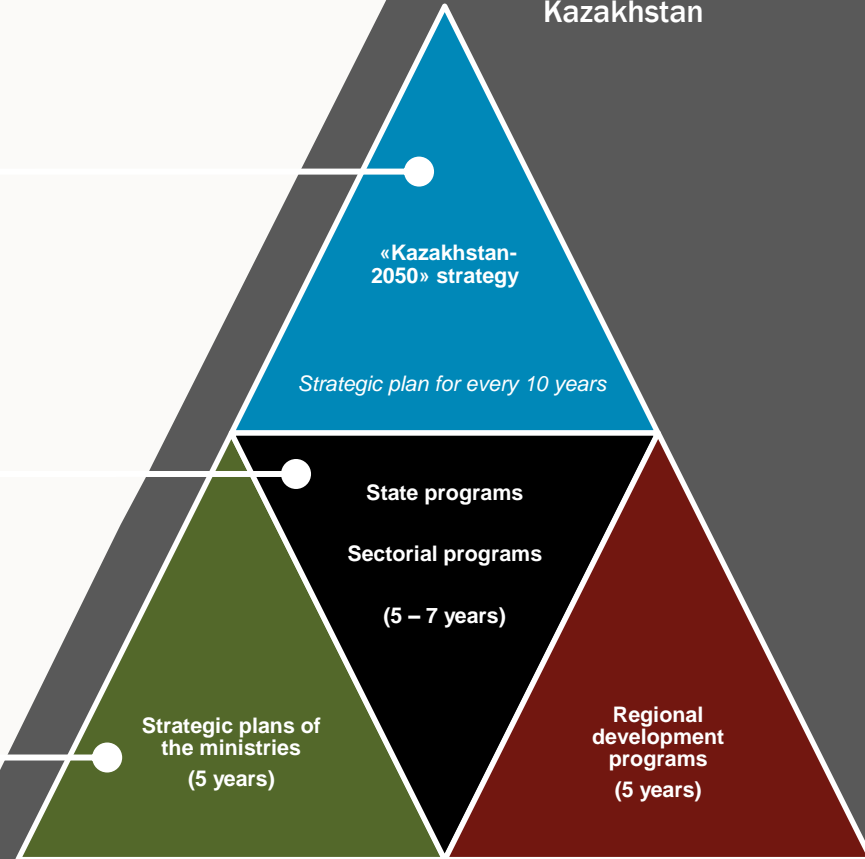 Kazakhstan
«Kazakhstan-
2050» strategy
Strategic plan for every 10 years
State programs
Sectorial programs
(5 – 7 years)
Strategic plans of
the ministries
(5 years)
Regional
development
programs
(5 years)